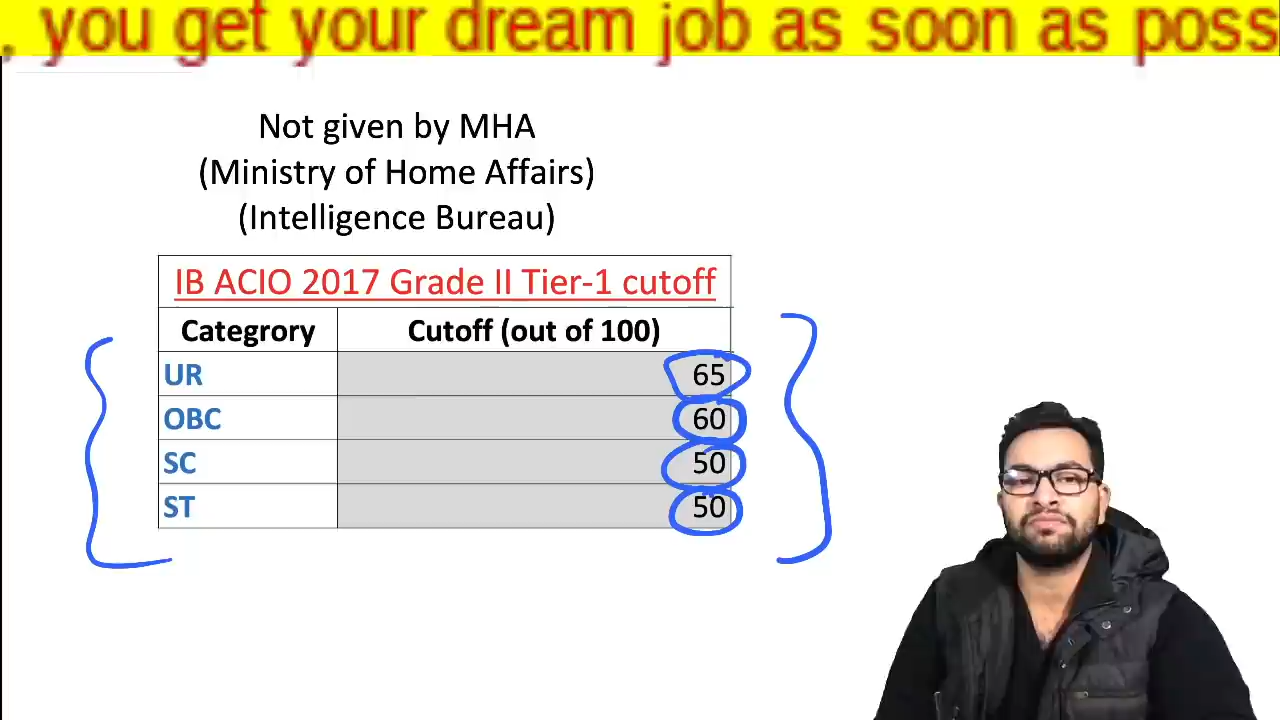 , you get your dream job as soon as poss
Not given by MHA
(Ministry of Home Affairs)
(Intelligence Bureau)
IB ACIO 2017 Grade II Tier-1 cutoff
Categrory Cutoff (out of 100)
UR 65
OBC 60
SC 50
ST 50